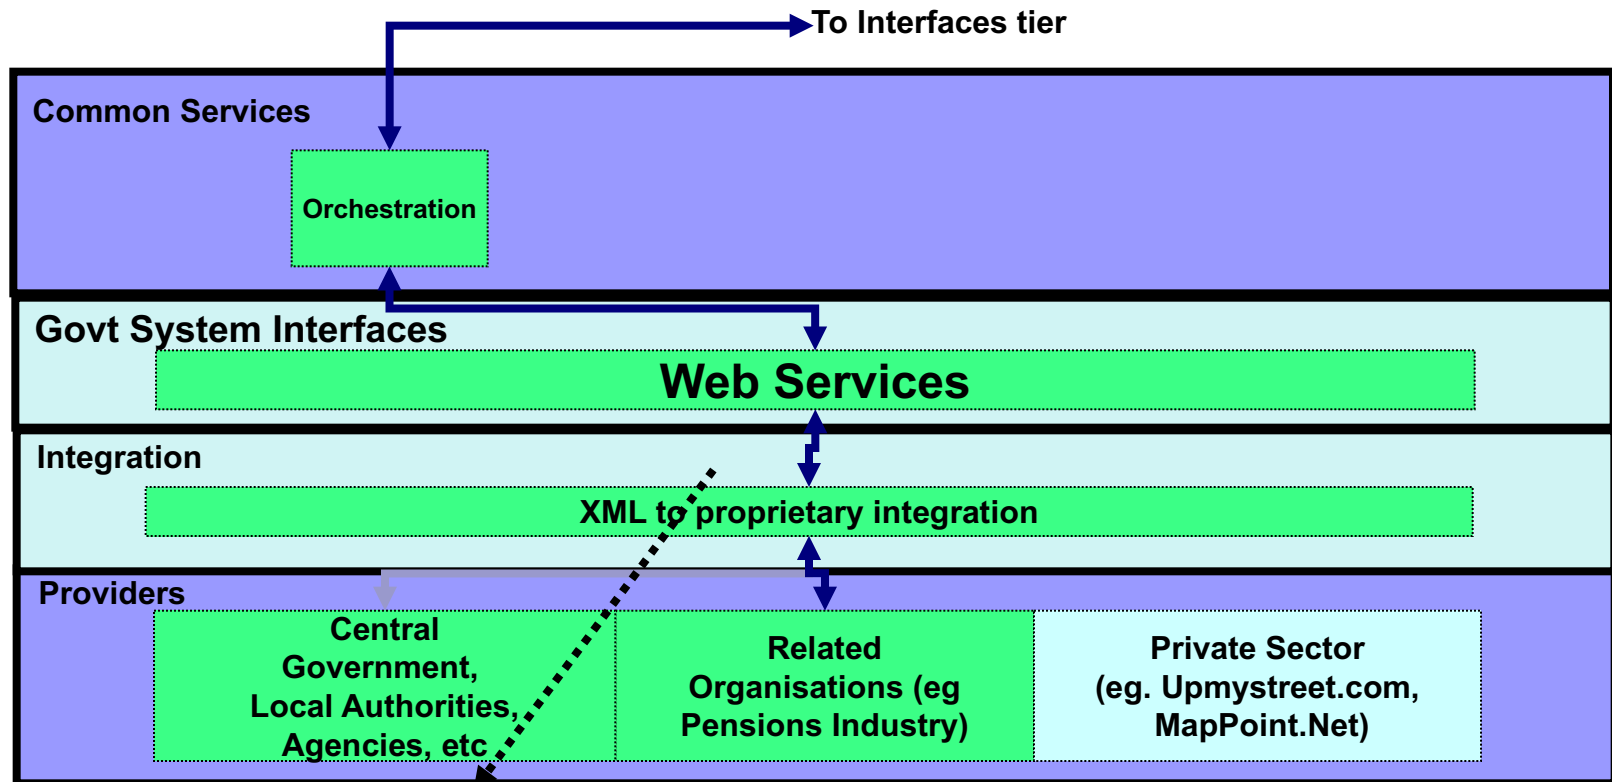 To Interfaces tier
Common Services
Orchestration
Govt System Interfaces
Web Services
Integration
XML to proprietary integration
Providers
Central
Government,
Local Authorities,
Agencies, etc
Related
Organisations (eg
Pensions Industry)
Private Sector
(eg. Upmystreet.com,
MapPoint.Net)